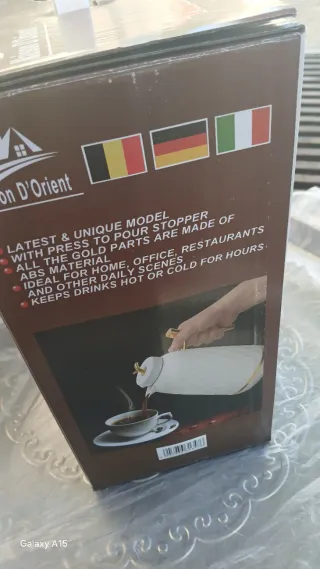 on D'Orient
LATEST & UNIQUE MODEL
WITH PRESS TO POUR STOPPER
ALL THE GOLD PARTS ARE MADE OF
ABS MATERIAL
IDEAL FOR HOME, OFFICE, RESTAURANTS
AND OTHER DAILY SCENES
KEEPS DRINKS HOT OR COLD FOR HOURS
Galaxy A15